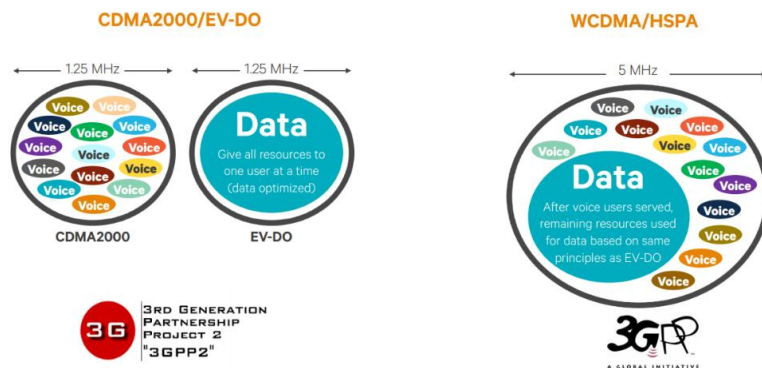 CDMA2000/EV-DO
1.25 MHz
1.25 MHz
Voice
Voice
Voice
Voice
Voice
Voice
Voice
Voice
Voice
Voice
Voice
Voice
Voice
Voice
CDMA2000
Data
Give all resources to
one user at a time
(data optimized)
EV-DO
3G
3RD GENERATION
PARTNERSHIP
PROJECT 2
"3GPP2"
WCDMA/HSPA
5 MHz
Voice
Voice
Voice
Voice
Voice
Voice
Voice
Voice
Voice
Voice
Voice
Voice
Voice
Voice
Data
After voice users served,
remaining resources used
for data based on same
principles as EV-DO
3GPP™
A GLOBAL INITIATIVE